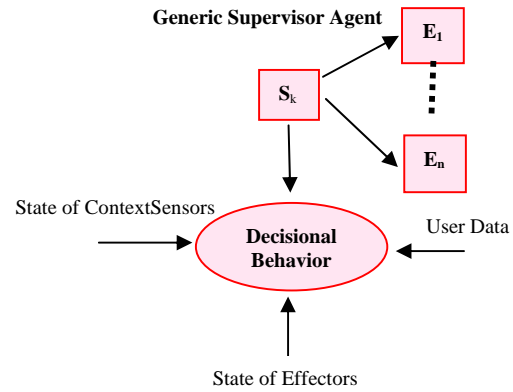 Generic Supervisor Agent
E1
Sk
En
State of ContextSensors
User Data
Decisional
Behavior
State of Effectors